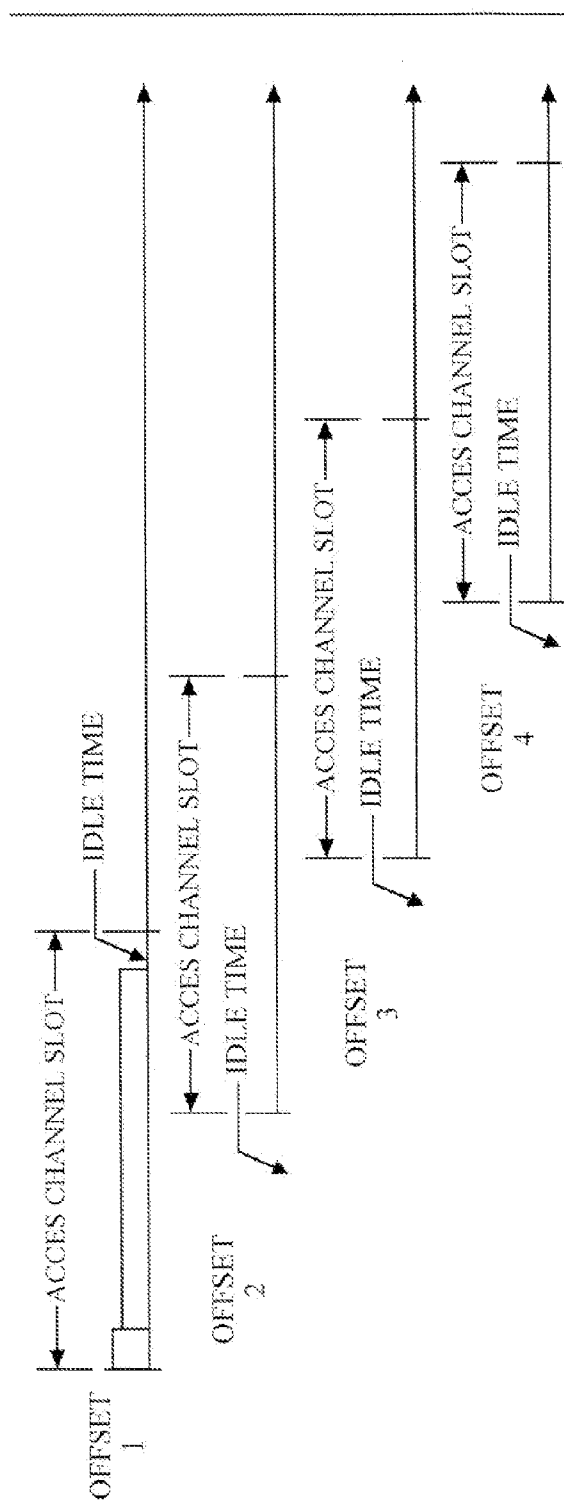 OFFSET
1
ACCES CHANNEL SLOT
IDLE TIME
OFFSET
2
ACCES CHANNEL SLOT
IDLE TIME
OFFSET
3
ACCES CHANNEL SLOT
IDLE TIME
OFFSET
4
ACCES CHANNEL SLOT
IDLE TIME